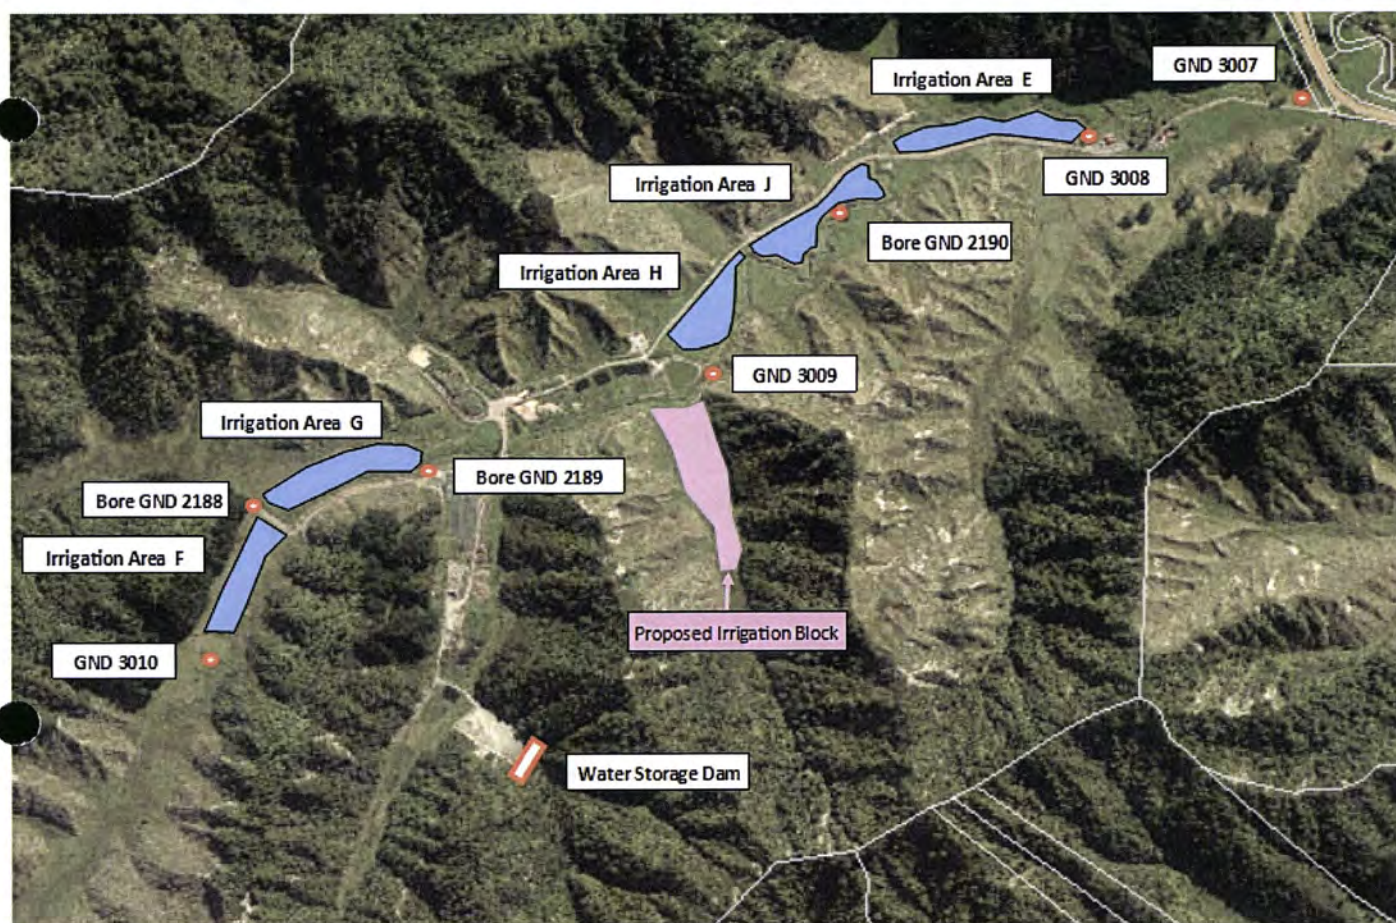 GND 3007
Irrigation Area E
GND 3008
Irrigation Area J
Bore GND 2190
Irrigation Area H
GND 3009
Irrigation Area G
Bore GND 2189
Bore GND 2188
Irrigation Area F
Proposed Irrigation Block
GND 3010
Water Storage Dam